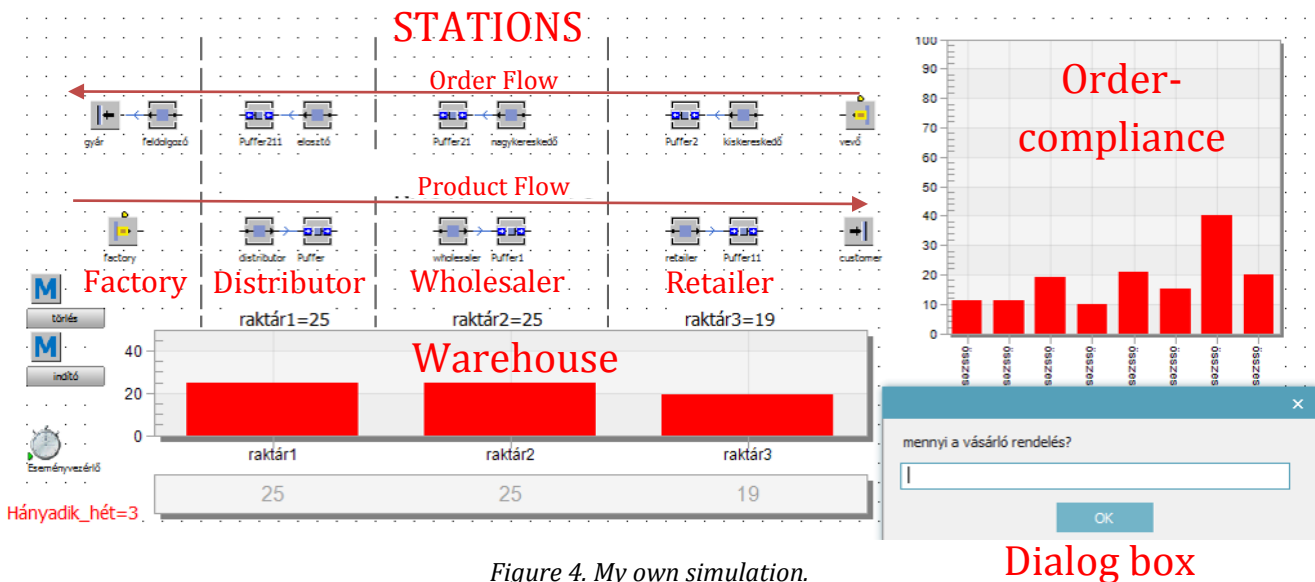 STATIONS
Order Flow
gyár
feldolgozó
Puffer211
elosztó
Puffer21
nagykereskedő
Puffer2
kiskereskedő
vevő
Product Flow
factory
distributor
Puffer
wholesaler
Puffer1
retailer
Puffer11
customer
Factory
Distributor
Wholesaler
Retailer
M
törlés
M
indító
Eseményvezérlő
Hányadik_hét=3
raktár1=25
raktár2=25
raktár3=19
Warehouse
40
20
0
raktár1
raktár2
raktár3
25
25
19
Order-
compliance
100
90
80
70
60
50
40
30
20
10
0
összes
összes
összes
összes
összes
összes
összes
összes
×
mennyi a vásárló rendelés?
OK
Dialog box
Figure 4. My own simulation.